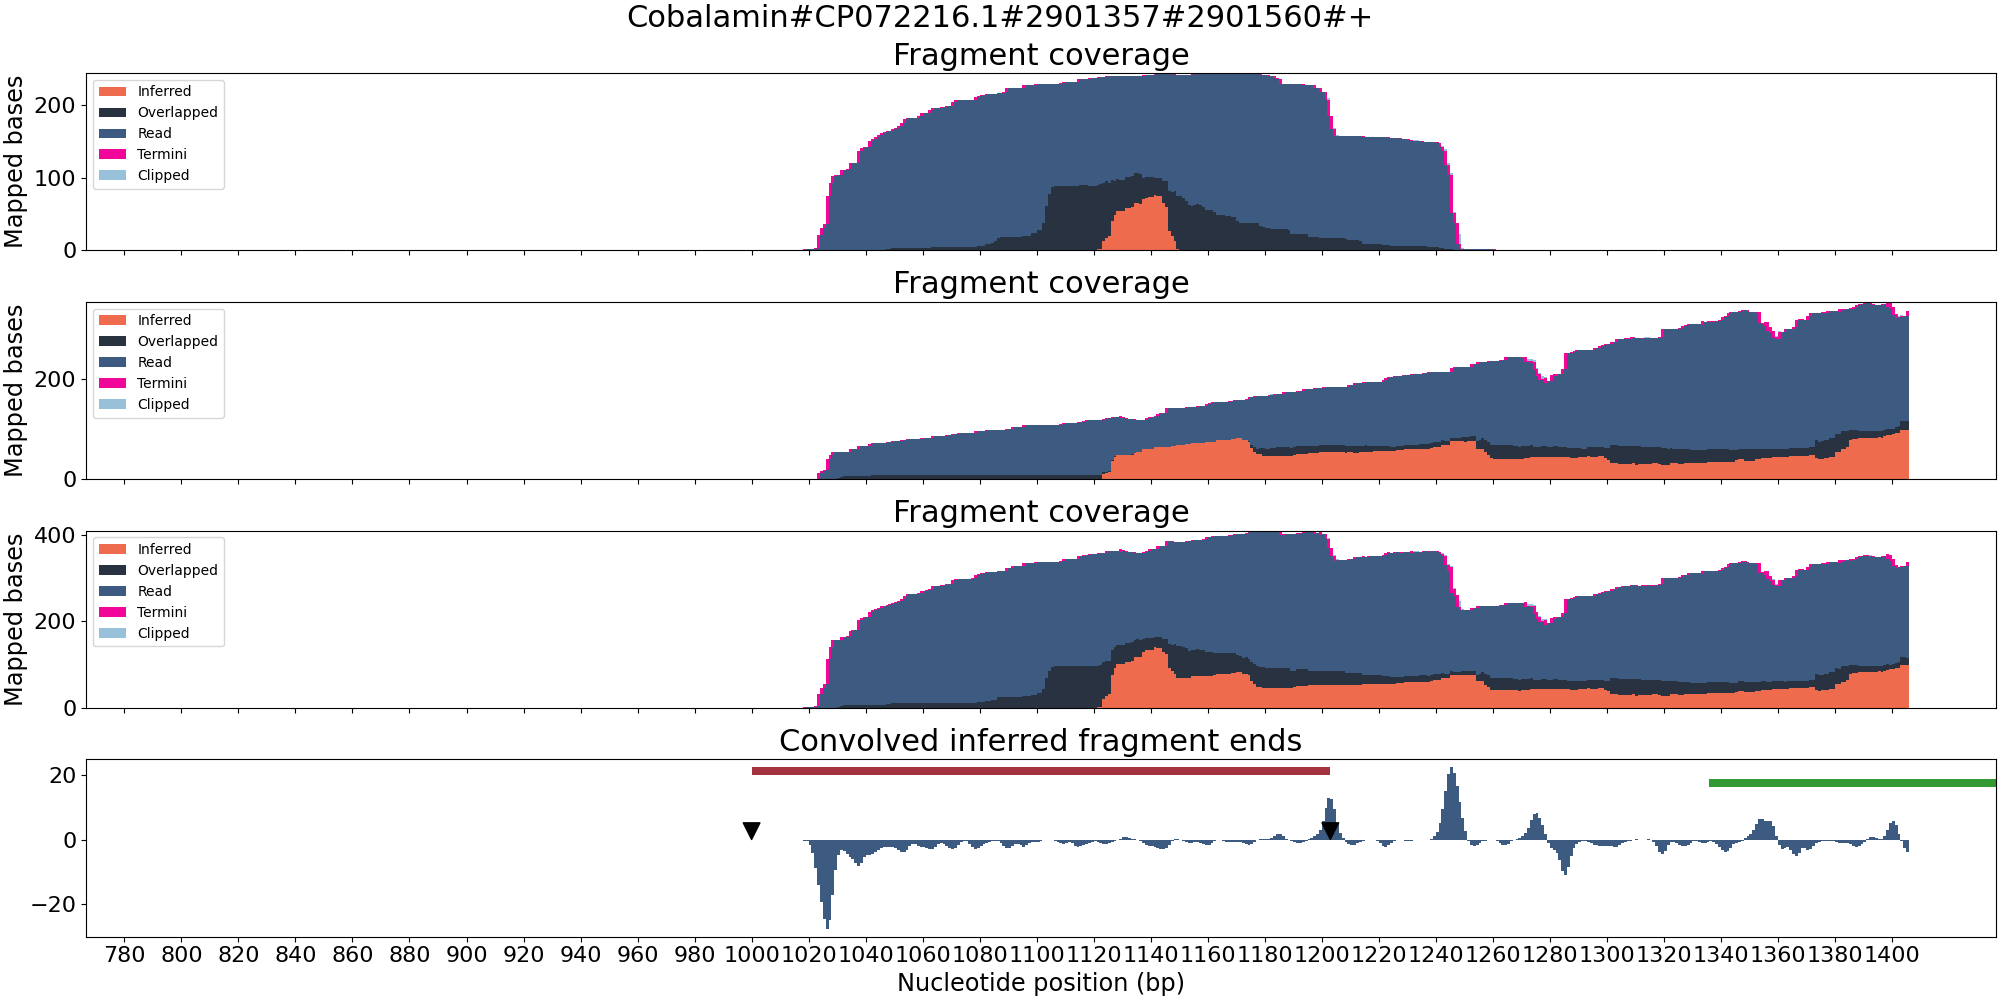 Cobalamin#CP072216.1#2901357#2901560#+
Fragment coverage
Mapped bases
200
100
0
Inferred
Overlapped
Read
Termini
Clipped
Fragment coverage
Mapped bases
200
0
Inferred
Overlapped
Read
Termini
Clipped
Fragment coverage
Mapped bases
400
200
0
Inferred
Overlapped
Read
Termini
Clipped
Convolved inferred fragment ends
20
0
−20
780 800 820 840 860 880 900 920 940 960 980 1000 1020 1040 1060 1080 1100 1120 1140 1160 1180 1200 1220 1240 1260 1280 1300 1320 1340 1360 1380 1400
Nucleotide position (bp)